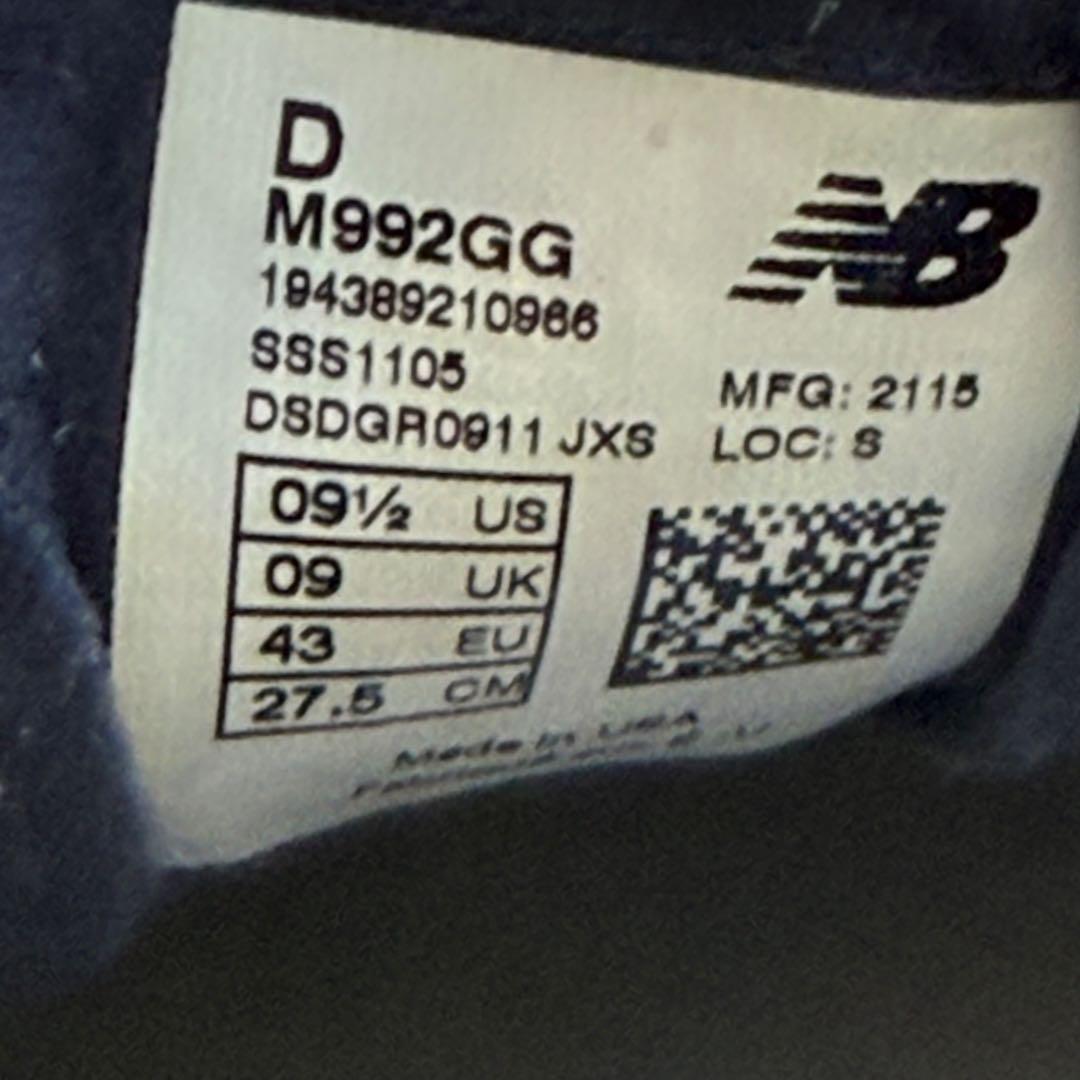 D
M992GG
194389210966
SSS1105
DSDGR0911 JXS
NB
MFG: 2115
LOC: S
09½ US
09 UK
43 EU
27.5 CM
Made in USA